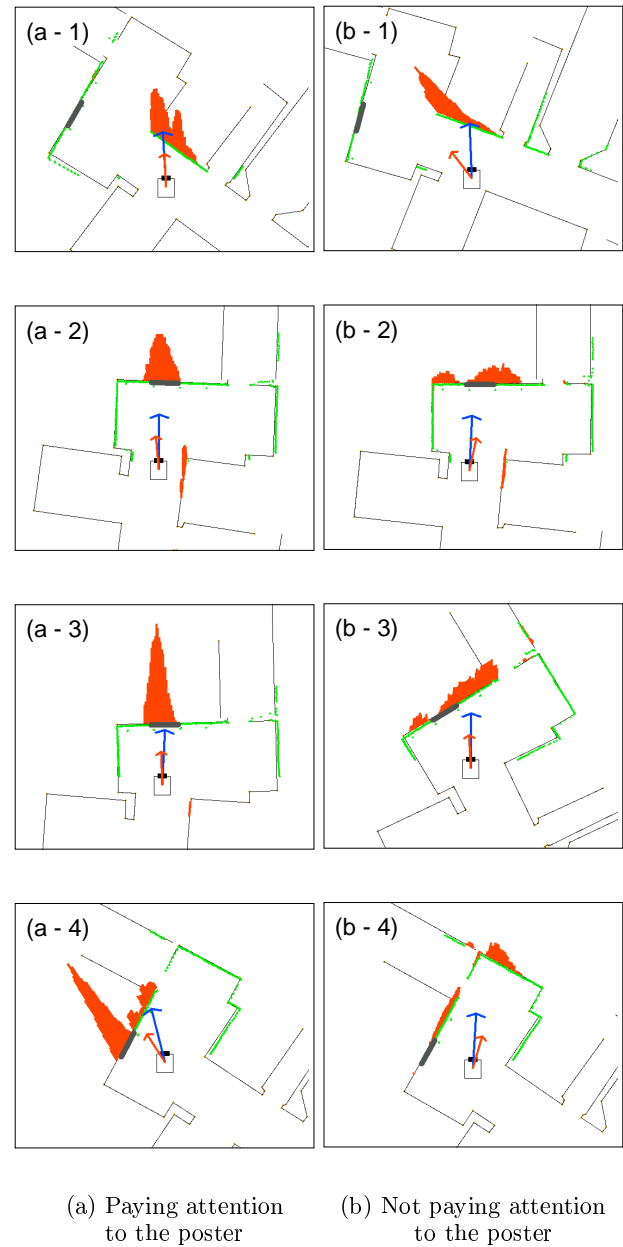 (a - 1)
(b - 1)
(a - 2)
(b - 2)
(a - 3)
(b - 3)
(a - 4)
(b - 4)
(a) Paying attention
to the poster
(b) Not paying attention
to the poster